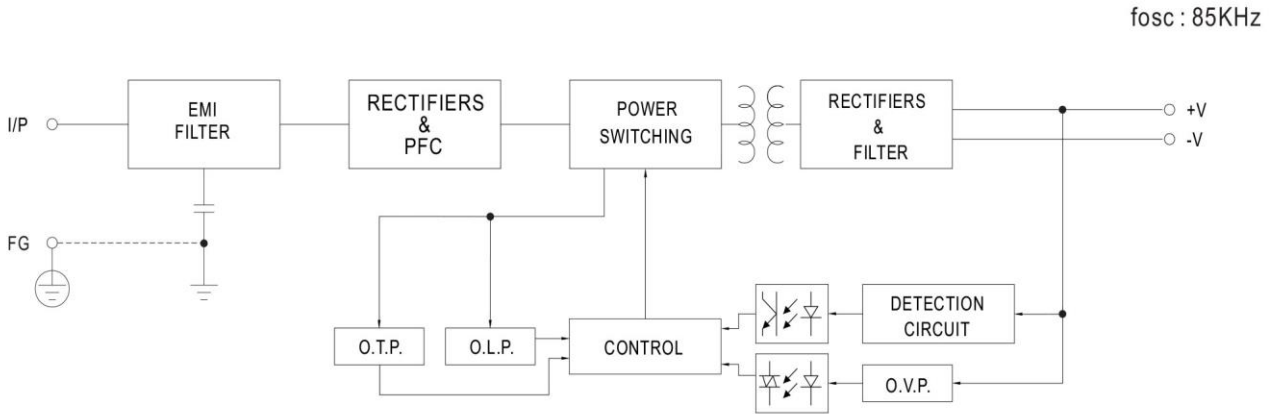 fosc : 85KHz
I/P
EMI
FILTER
RECTIFIERS
&
PFC
POWER
SWITCHING
RECTIFIERS
&
FILTER
+V
-V
FG
O.T.P.
O.L.P.
CONTROL
DETECTION
CIRCUIT
O.V.P.